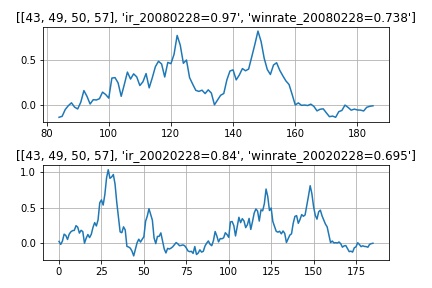 [[43, 49, 50, 57], 'ir_20080228=0.97', 'winrate_20080228=0.738']
0.5
0.0
80 100 120 140 160 180
[[43, 49, 50, 57], 'ir_20020228=0.84', 'winrate_20020228=0.695']
1.0
0.5
0.0
0 25 50 75 100 125 150 175